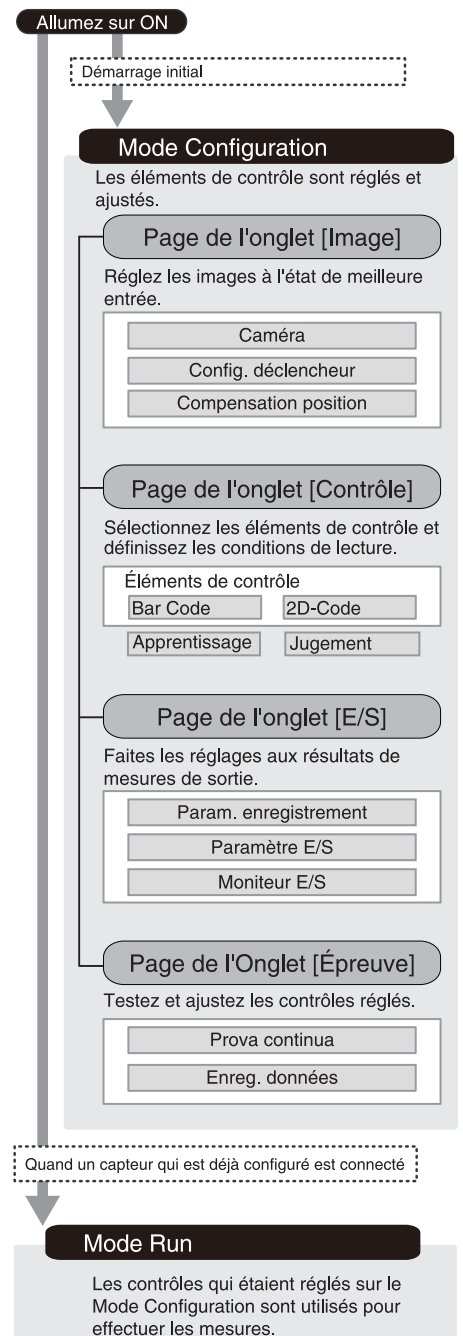 Allumez sur ON
Démarrage initial
Mode Configuration
Les éléments de contrôle sont réglés et
ajustés.
Page de l'onglet [Image]
Réglez les images à l'état de meilleure
entrée.
Caméra
Config. déclencheur
Compensation position
Page de l'onglet [Contrôle]
Sélectionnez les éléments de contrôle et
définissez les conditions de lecture.
Éléments de contrôle
Bar Code 2D-Code
Apprentissage Jugement
Page de l'onglet [E/S]
Faites les réglages aux résultats de
mesures de sortie.
Param. enregistrement
Paramètre E/S
Moniteur E/S
Page de l'Onglet [Épreuve]
Testez et ajustez les contrôles réglés.
Prova continua
Enreg. données
Quand un capteur qui est déjà configuré est connecté
Mode Run
Les contrôles qui étaient réglés sur le
Mode Configuration sont utilisés pour
effectuer les mesures.